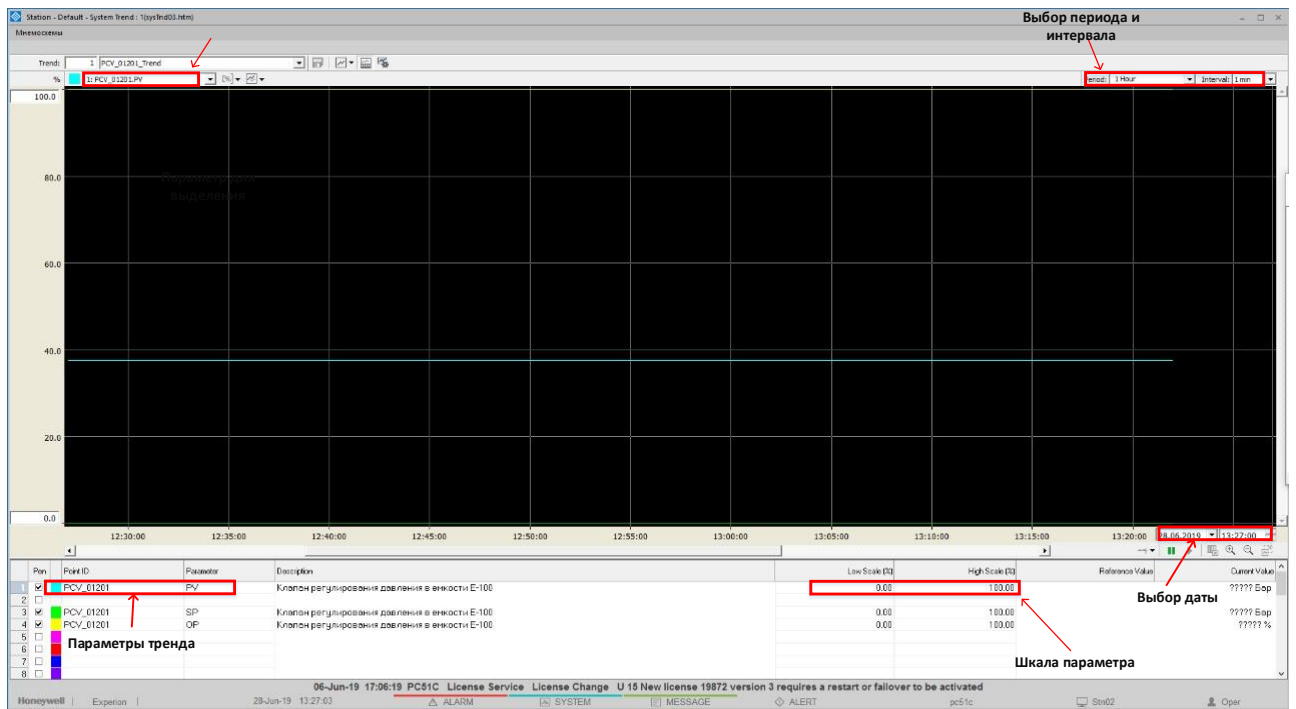 Station - Default - System Trend : 1(sysTnd03.htm)
Выбор периода и
интервала
Мнемосхемы
Trend: 1 PCV_01201_Trend
% 1: PCV_01201.PV
Period: 1 Hour Interval: 1 min
100.0
80.0
Параметр для
выделения
60.0
40.0
20.0
0.0
12:30:00 12:35:00 12:40:00 12:45:00 12:50:00 12:55:00 13:00:00 13:05:00 13:10:00 13:15:00 13:20:00 28.06.2019 13:27:00
Pen Point ID Parameter Description Low Scale [%] High Scale [%] Reference Value Current Value
1 PCV_01201 PV Клапан регулирования давления в емкости Е-100 0.00 100.00 ????? Бар
Выбор даты
2
3 PCV_01201 SP Клапан регулирования давления в емкости Е-100 0.00 100.00 ????? Бар
4 PCV_01201 OP Клапан регулирования давления в емкости Е-100 0.00 100.00 ????? %
5
Параметры тренда
6
7
Шкала параметра
8
06-Jun-19 17:06:19 PC51C License Service License Change U 15 New license 19872 version 3 requires a restart or failover to be activated
Honeywell Experion 28-Jun-19 13:27:03 ALARM SYSTEM MESSAGE ALERT pc51c Stn02 Oper